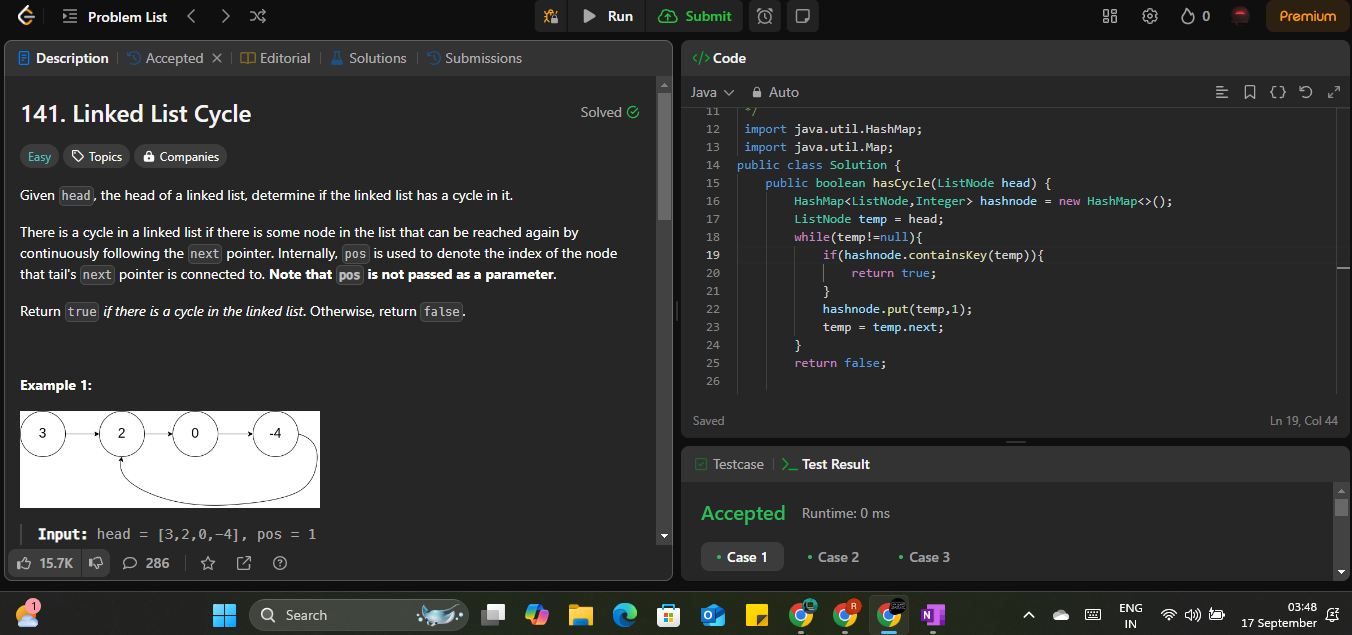 Problem List
Run
Submit
0
Premium
Description
Accepted
Editorial
Solutions
Submissions
141. Linked List Cycle
Solved
Easy
Topics
Companies
Given head, the head of a linked list, determine if the linked list has a cycle in it.
There is a cycle in a linked list if there is some node in the list that can be reached again by
continuously following the next pointer. Internally, pos is used to denote the index of the node
that tail's next pointer is connected to. Note that pos is not passed as a parameter.
Return true if there is a cycle in the linked list. Otherwise, return false.
Example 1:
3
2
0
-4
Input: head = [3,2,0,-4], pos = 1
15.7K
286
</> Code
Java
Auto
11 */
12 import java.util.HashMap;
13 import java.util.Map;
14 public class Solution {
15 public boolean hasCycle(ListNode head) {
16 HashMap<ListNode,Integer> hashnode = new HashMap<>();
17 ListNode temp = head;
18 while(temp!=null){
19 if(hashnode.containsKey(temp)){
20 return true;
21 }
22 hashnode.put(temp,1);
23 temp = temp.next;
24 }
25 return false;
26
Saved
Ln 19, Col 44
Testcase
>_ Test Result
Accepted
Runtime: 0 ms
• Case 1
• Case 2
• Case 3
1
Search
R
N
ENG
IN
03:48
17 September